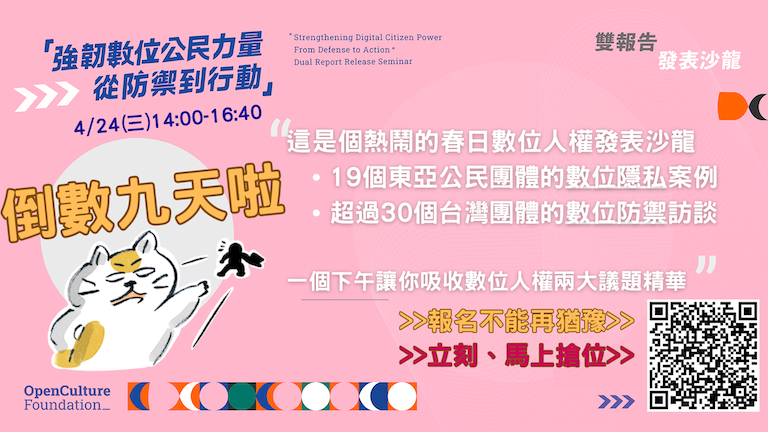 「強韌數位公民力量
從防禦到行動」
4/24(三)14:00-16:40
"Strengthening Digital Citizen Power
From Defense to Action"
Dual Report Release Seminar
雙報告
發表沙龍
倒數九天啦
“這是個熱鬧的春日數位人權發表沙龍
• 19個東亞公民團體的數位隱私案例
• 超過30個台灣團體的數位防禦訪談
一個下午讓你吸收數位人權兩大議題精華”
>>報名不能再猶豫>>
>>立刻、馬上搶位>>
OpenCulture
Foundation_
>>>